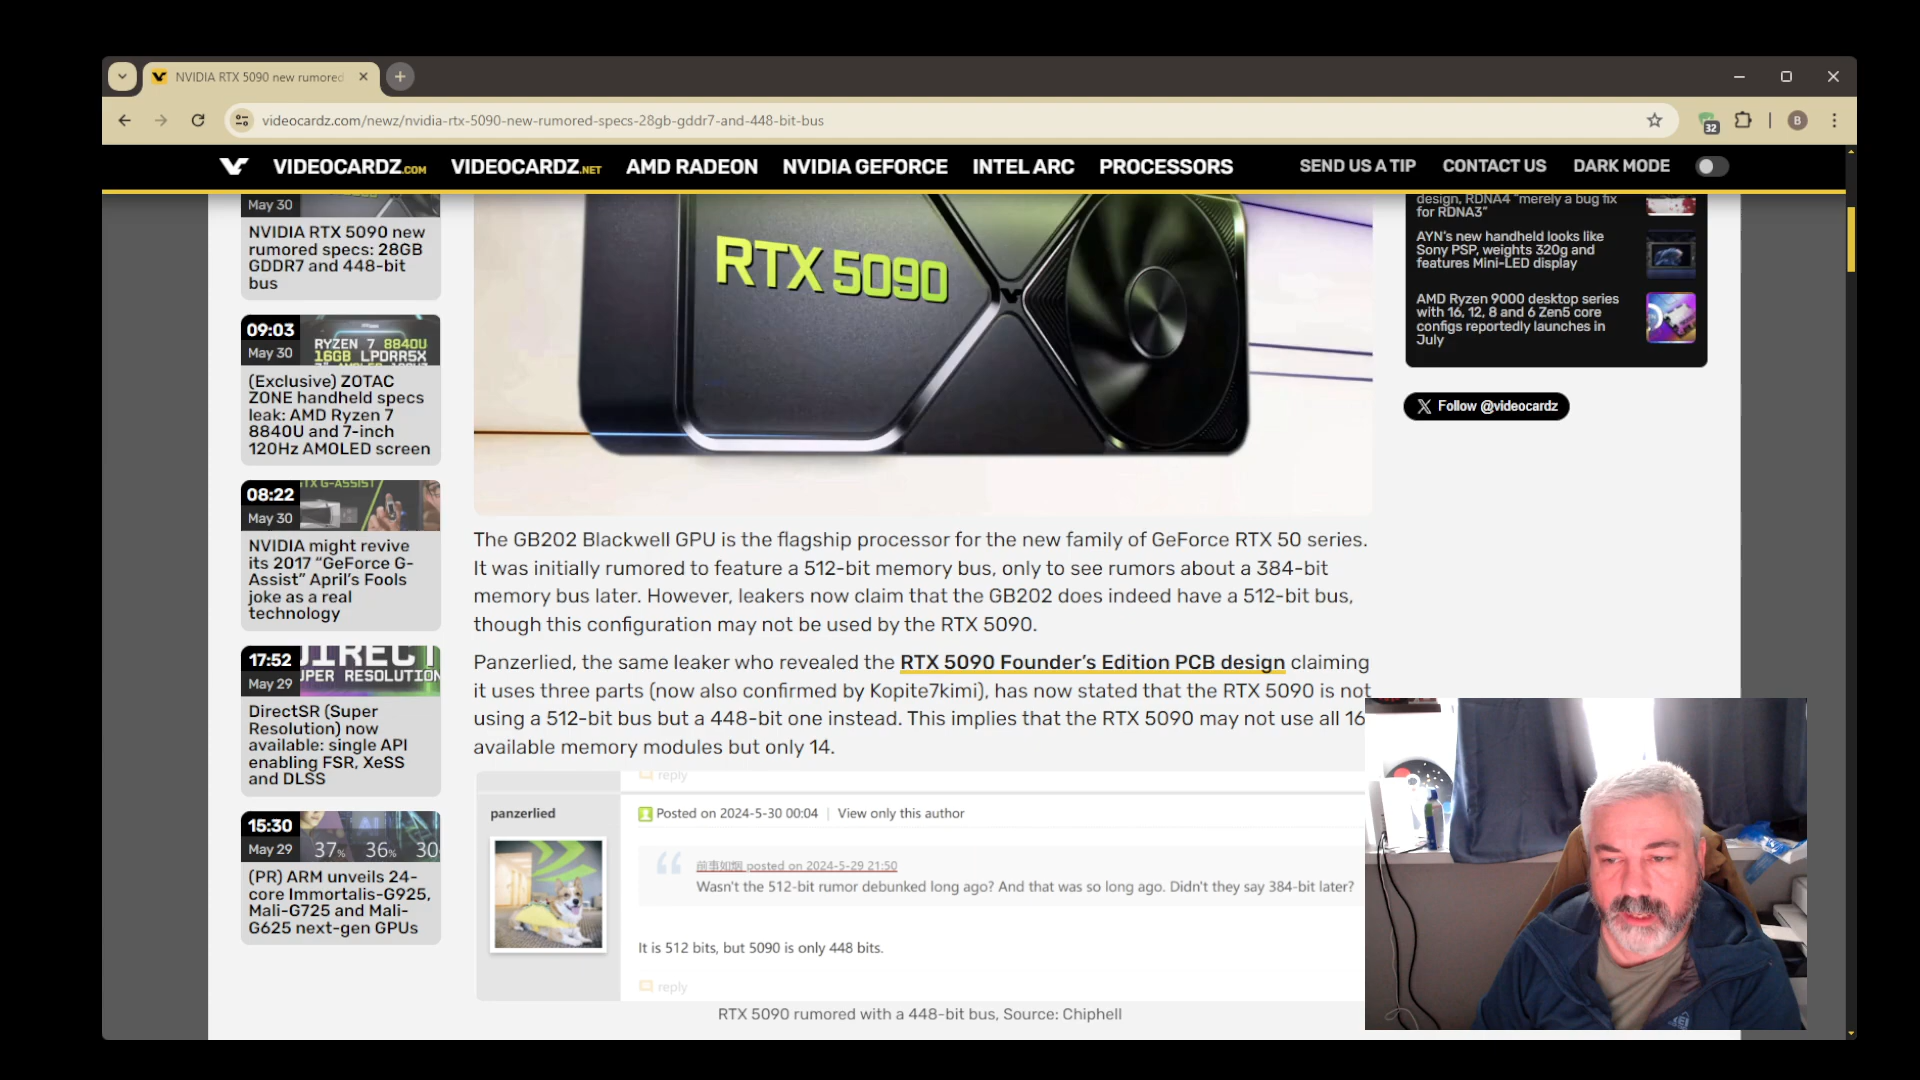 NVIDIA RTX 5090 new rumored
videocardz.com/newz/nvidia-rtx-5090-new-rumored-specs-28gb-gddr7-and-448-bit-bus
32
B
VIDEOCARDZ.COM
VIDEOCARDZ.NET
AMD RADEON
NVIDIA GEFORCE
INTEL ARC
PROCESSORS
SEND US A TIP
CONTACT US
DARK MODE
May 30
NVIDIA RTX 5090 new
rumored specs: 28GB
GDDR7 and 448-bit
bus
09:03
May 30
RYZEN 7 8840U
16GB LPDRR5X
(Exclusive) ZOTAC
ZONE handheld specs
leak: AMD Ryzen 7
8840U and 7-inch
120Hz AMOLED screen
08:22
May 30
RTX G-ASSIST
NVIDIA might revive
its 2017 “GeForce G-
Assist” April’s Fools
joke as a real
technology
17:52
May 29
DIRECT
SUPER RESOLUTION
DirectSR (Super
Resolution) now
available: single API
enabling FSR, XeSS
and DLSS
15:30
May 29
AI
37% 36% 30
(PR) ARM unveils 24-
core Immortalis-G925,
Mali-G725 and Mali-
G625 next-gen GPUs
RTX 5090
The GB202 Blackwell GPU is the flagship processor for the new family of GeForce RTX 50 series.
It was initially rumored to feature a 512-bit memory bus, only to see rumors about a 384-bit
memory bus later. However, leakers now claim that the GB202 does indeed have a 512-bit bus,
though this configuration may not be used by the RTX 5090.
Panzerlied, the same leaker who revealed the RTX 5090 Founder’s Edition PCB design claiming
it uses three parts (now also confirmed by Kopite7kimi), has now stated that the RTX 5090 is not
using a 512-bit bus but a 448-bit one instead. This implies that the RTX 5090 may not use all 16
available memory modules but only 14.
reply
panzerlied
Posted on 2024-5-30 00:04 | View only this author
前事如烟 posted on 2024-5-29 21:50
Wasn't the 512-bit rumor debunked long ago? And that was so long ago. Didn't they say 384-bit later?
It is 512 bits, but 5090 is only 448 bits.
reply
RTX 5090 rumored with a 448-bit bus, Source: Chiphell
design, RDNA4 “merely a bug fix
for RDNA3”
AYN’s new handheld looks like
Sony PSP, weights 320g and
features Mini-LED display
AMD Ryzen 9000 desktop series
with 16, 12, 8 and 6 Zen5 core
configs reportedly launches in
July
Follow @videocardz